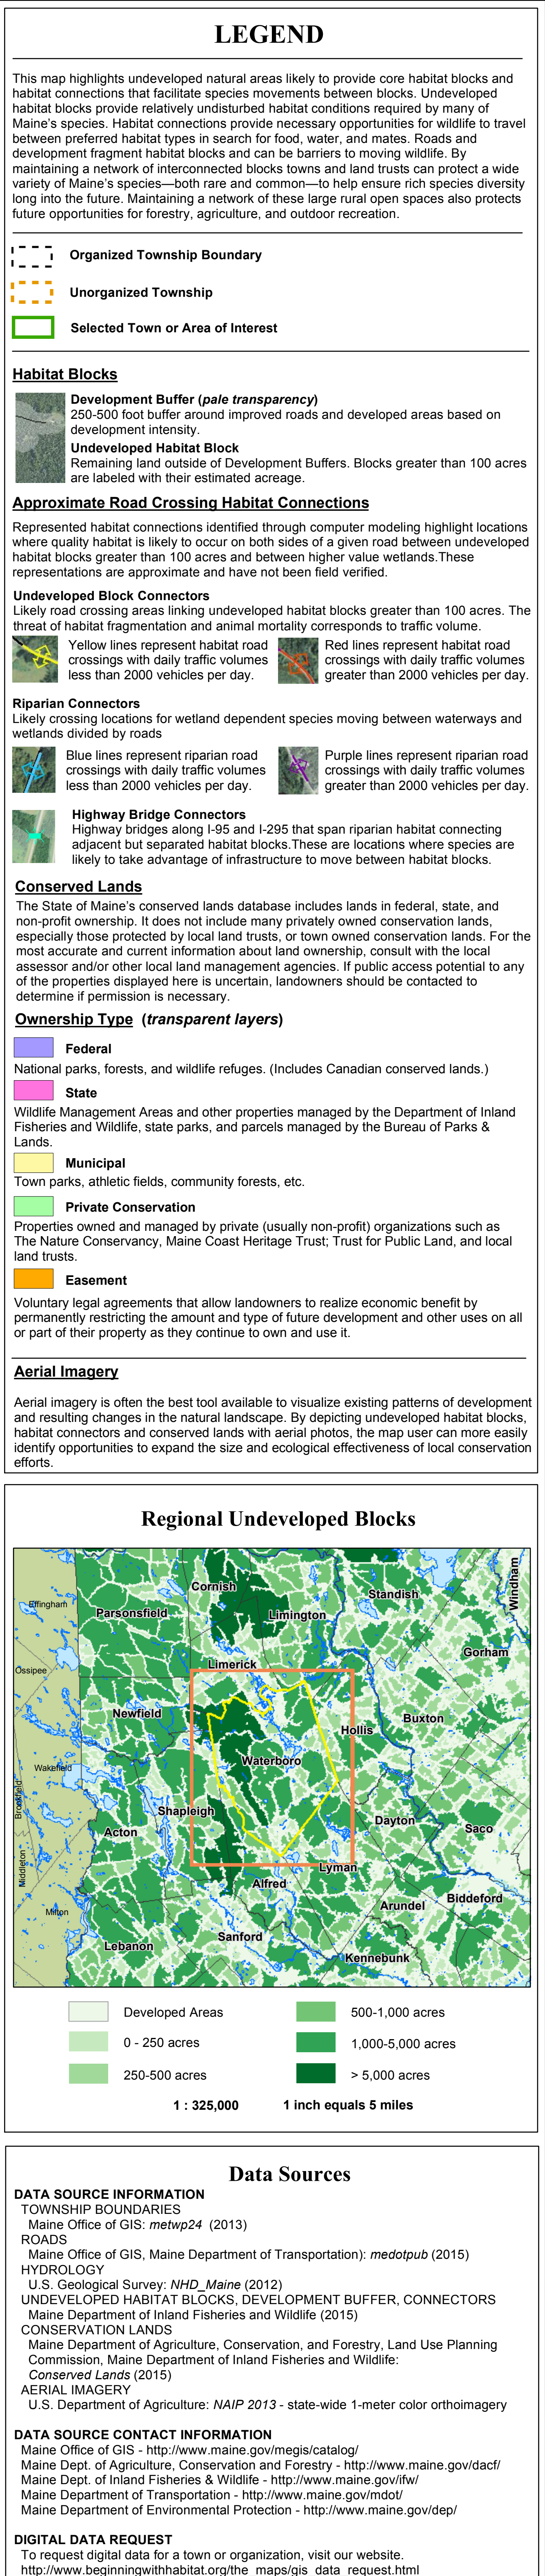 LEGEND
This map highlights undeveloped natural areas likely to provide core habitat blocks and
habitat connections that facilitate species movements between blocks. Undeveloped
habitat blocks provide relatively undisturbed habitat conditions required by many of
Maine's species. Habitat connections provide necessary opportunities for wildlife to travel
between preferred habitat types in search for food, water, and mates. Roads and
development fragment habitat blocks and can be barriers to moving wildlife. By
maintaining a network of interconnected blocks towns and land trusts can protect a wide
variety of Maine's species—both rare and common—to help ensure rich species diversity
long into the future. Maintaining a network of these large rural open spaces also protects
future opportunities for forestry, agriculture, and outdoor recreation.
Organized Township Boundary
Unorganized Township
Selected Town or Area of Interest
Habitat Blocks
Development Buffer (pale transparency)
250-500 foot buffer around improved roads and developed areas based on
development intensity.
Undeveloped Habitat Block
Remaining land outside of Development Buffers. Blocks greater than 100 acres
are labeled with their estimated acreage.
Approximate Road Crossing Habitat Connections
Represented habitat connections identified through computer modeling highlight locations
where quality habitat is likely to occur on both sides of a given road between undeveloped
habitat blocks greater than 100 acres and between higher value wetlands.These
representations are approximate and have not been field verified.
Undeveloped Block Connectors
Likely road crossing areas linking undeveloped habitat blocks greater than 100 acres. The
threat of habitat fragmentation and animal mortality corresponds to traffic volume.
Yellow lines represent habitat road
crossings with daily traffic volumes
less than 2000 vehicles per day.
Red lines represent habitat road
crossings with daily traffic volumes
greater than 2000 vehicles per day.
Riparian Connectors
Likely crossing locations for wetland dependent species moving between waterways and
wetlands divided by roads
Blue lines represent riparian road
crossings with daily traffic volumes
less than 2000 vehicles per day.
Purple lines represent riparian road
crossings with daily traffic volumes
greater than 2000 vehicles per day.
Highway Bridge Connectors
Highway bridges along I-95 and I-295 that span riparian habitat connecting
adjacent but separated habitat blocks.These are locations where species are
likely to take advantage of infrastructure to move between habitat blocks.
Conserved Lands
The State of Maine's conserved lands database includes lands in federal, state, and
non-profit ownership. It does not include many privately owned conservation lands,
especially those protected by local land trusts, or town owned conservation lands. For the
most accurate and current information about land ownership, consult with the local
assessor and/or other local land management agencies. If public access potential to any
of the properties displayed here is uncertain, landowners should be contacted to
determine if permission is necessary.
Ownership Type (transparent layers)
Federal
National parks, forests, and wildlife refuges. (Includes Canadian conserved lands.)
State
Wildlife Management Areas and other properties managed by the Department of Inland
Fisheries and Wildlife, state parks, and parcels managed by the Bureau of Parks &
Lands.
Municipal
Town parks, athletic fields, community forests, etc.
Private Conservation
Properties owned and managed by private (usually non-profit) organizations such as
The Nature Conservancy, Maine Coast Heritage Trust; Trust for Public Land, and local
land trusts.
Easement
Voluntary legal agreements that allow landowners to realize economic benefit by
permanently restricting the amount and type of future development and other uses on all
or part of their property as they continue to own and use it.
Aerial Imagery
Aerial imagery is often the best tool available to visualize existing patterns of development
and resulting changes in the natural landscape. By depicting undeveloped habitat blocks,
habitat connectors and conserved lands with aerial photos, the map user can more easily
identify opportunities to expand the size and ecological effectiveness of local conservation
efforts.
Regional Undeveloped Blocks
Windham
Cornish
Standish
Effingham
Parsonsfield
Limington
Gorham
Limerick
Ossipee
Newfield
Buxton
Hollis
Waterboro
Wakefield
Brookfield
Shapleigh
Dayton
Saco
Acton
Middleton
Lyman
Alfred
Biddeford
Arundel
Milton
Sanford
Lebanon
Kennebunk
Developed Areas
500-1,000 acres
0 - 250 acres
1,000-5,000 acres
250-500 acres
> 5,000 acres
1 : 325,000
1 inch equals 5 miles
Data Sources
DATA SOURCE INFORMATION
TOWNSHIP BOUNDARIES
Maine Office of GIS: metwp24 (2013)
ROADS
Maine Office of GIS, Maine Department of Transportation): medotpub (2015)
HYDROLOGY
U.S. Geological Survey: NHD_Maine (2012)
UNDEVELOPED HABITAT BLOCKS, DEVELOPMENT BUFFER, CONNECTORS
Maine Department of Inland Fisheries and Wildlife (2015)
CONSERVATION LANDS
Maine Department of Agriculture, Conservation, and Forestry, Land Use Planning
Commission, Maine Department of Inland Fisheries and Wildlife:
Conserved Lands (2015)
AERIAL IMAGERY
U.S. Department of Agriculture: NAIP 2013 - state-wide 1-meter color orthoimagery
DATA SOURCE CONTACT INFORMATION
Maine Office of GIS - http://www.maine.gov/megis/catalog/
Maine Dept. of Agriculture, Conservation and Forestry - http://www.maine.gov/dacf/
Maine Dept. of Inland Fisheries & Wildlife - http://www.maine.gov/ifw/
Maine Department of Transportation - http://www.maine.gov/mdot/
Maine Department of Environmental Protection - http://www.maine.gov/dep/
DIGITAL DATA REQUEST
To request digital data for a town or organization, visit our website.
http://www.beginningwithhabitat.org/the_maps/gis_data_request.html